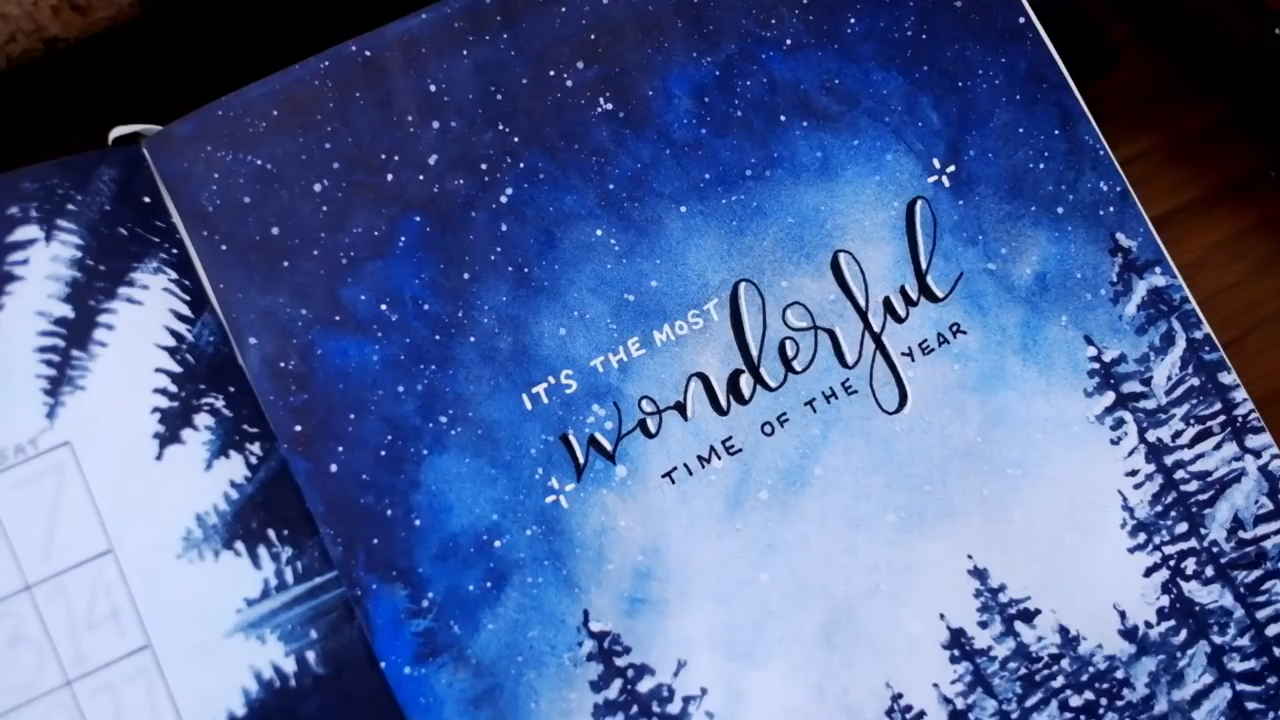 SAT
7
14
IT'S THE MOST
wonderful
TIME OF THE YEAR